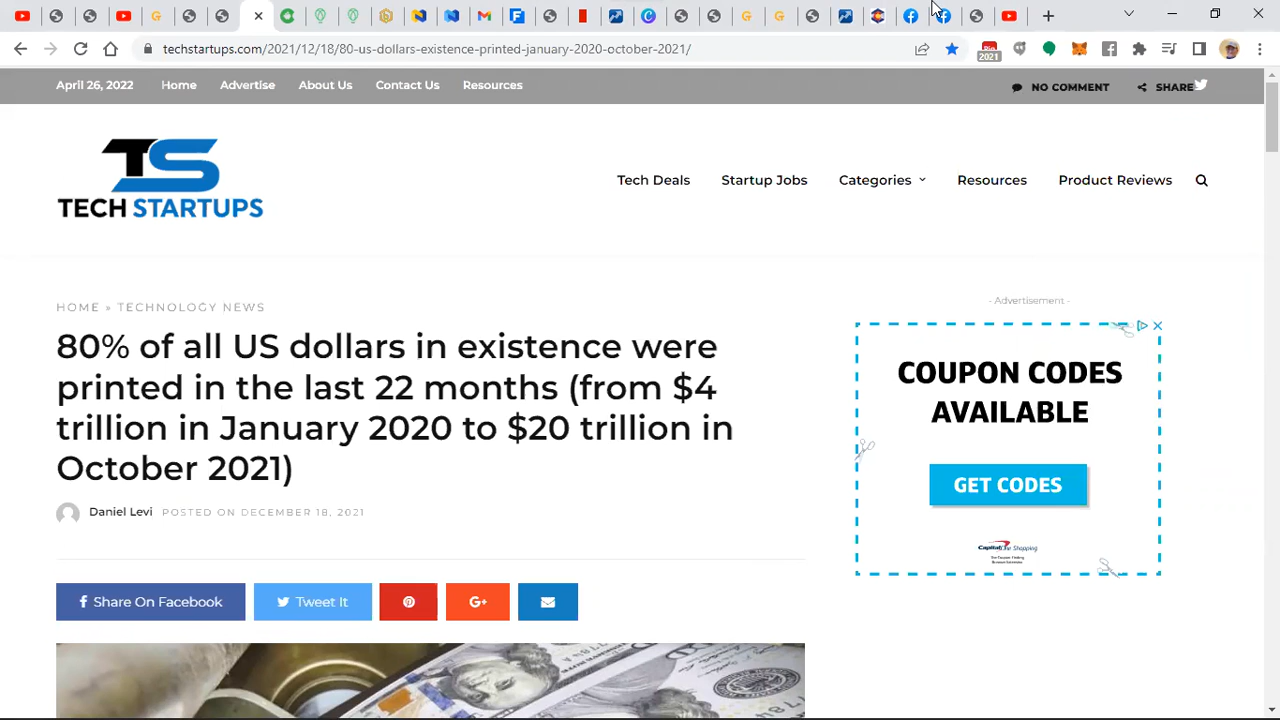 techstartups.com/2021/12/18/80-us-dollars-existence-printed-january-2020-october-2021/
2021
April 26, 2022 Home Advertise About Us Contact Us Resources NO COMMENT SHARE
TS
TECH STARTUPS
Tech Deals Startup Jobs Categories Resources Product Reviews
HOME » TECHNOLOGY NEWS
80% of all US dollars in existence were
printed in the last 22 months (from $4
trillion in January 2020 to $20 trillion in
October 2021)
Daniel Levi POSTED ON DECEMBER 18, 2021
Share On Facebook Tweet It G+
- Advertisement -
COUPON CODES
AVAILABLE
GET CODES